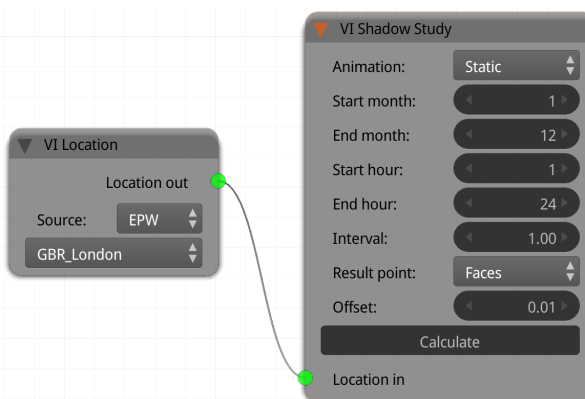 VI Location
Location out
Source: EPW
GBR_London
VI Shadow Study
Animation: Static
Start month: 1
End month: 12
Start hour: 1
End hour: 24
Interval: 1.00
Result point: Faces
Offset: 0.01
Calculate
Location in